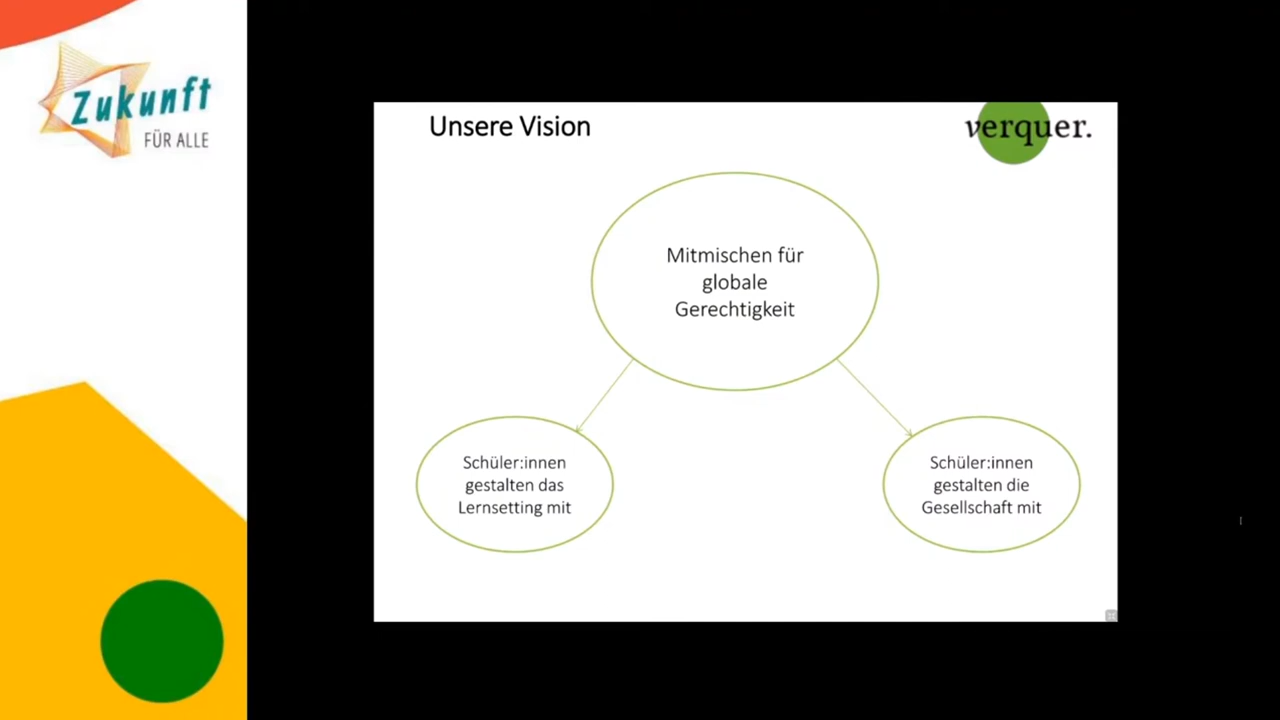 Zukunft
FÜR ALLE
Unsere Vision
verquer.
Mitmischen für
globale
Gerechtigkeit
Schüler:innen
gestalten das
Lernsetting mit
Schüler:innen
gestalten die
Gesellschaft mit